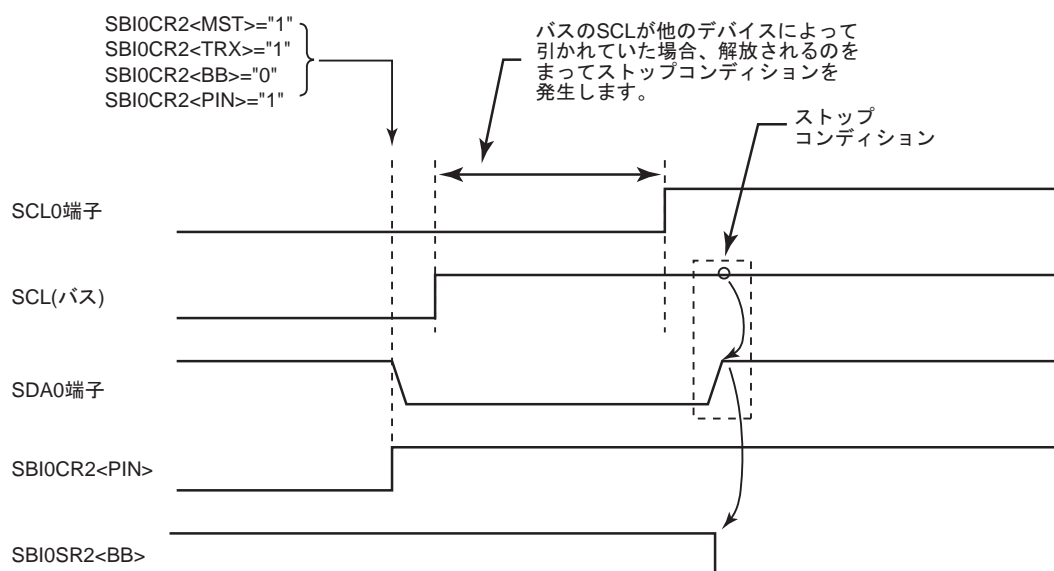 SBI0CR2<MST>="1"
SBI0CR2<TRX>="1"
SBI0CR2<BB>="0"
SBI0CR2<PIN>="1"
バスのSCLが他のデバイスによって
引かれていた場合、解放されるのを
まってストップコンディションを
発生します。
ストップ
コンディション
SCL0端子
SCL(バス)
SDA0端子
SBI0CR2<PIN>
SBI0SR2<BB>